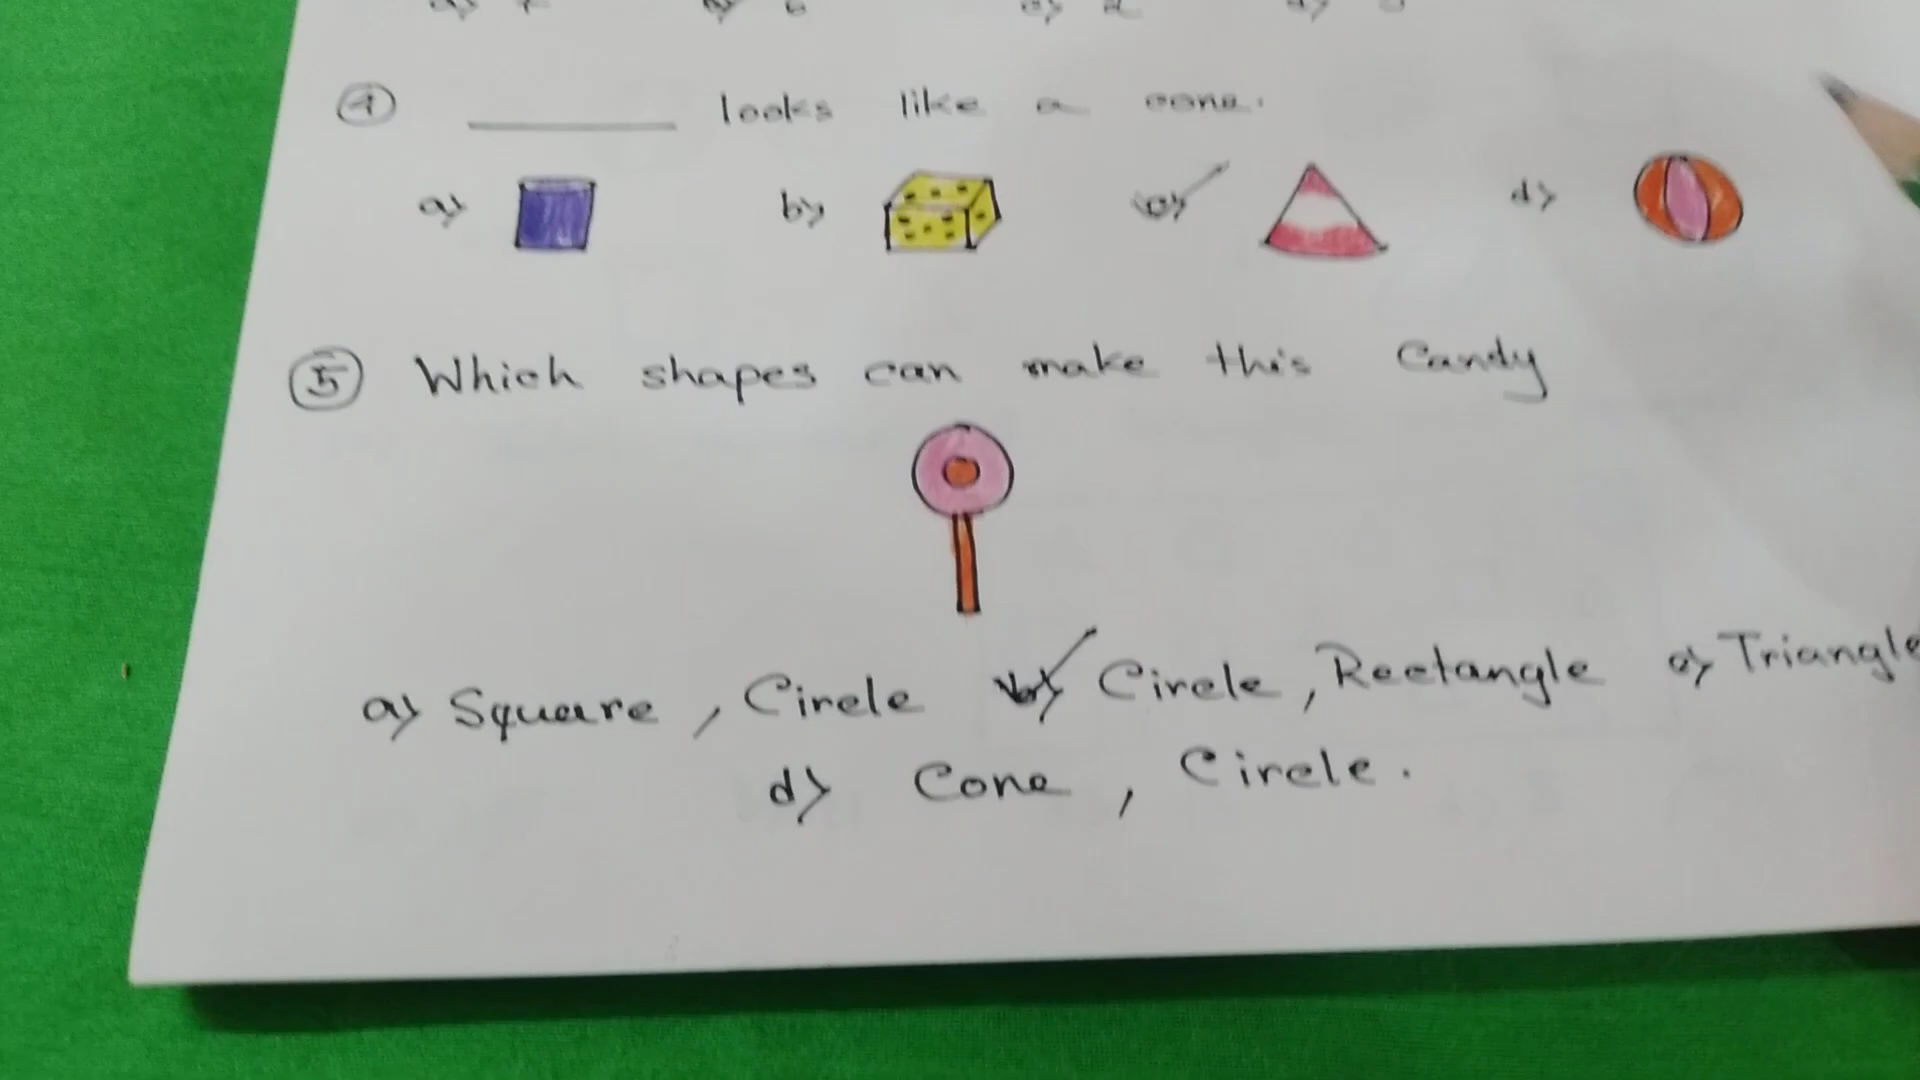 ④ ________ looks like a cone.
a) b) c) d)
⑤ Which shapes can make this Candy
a) Square, Circle b) Circle, Rectangle c) Triangle
d) Cone, Circle.